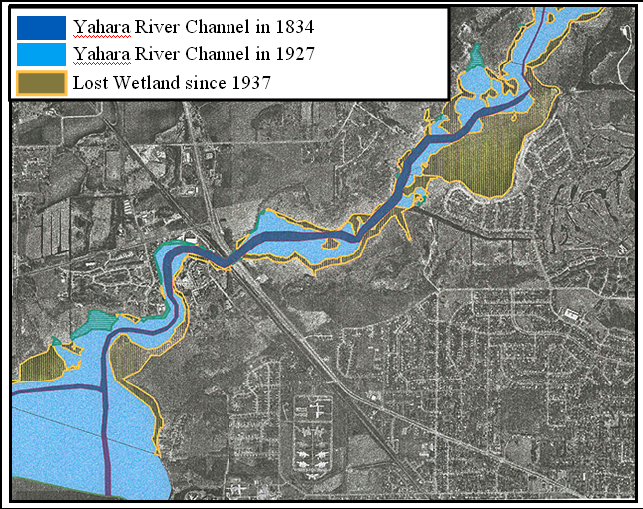 Yahara River Channel in 1834
Yahara River Channel in 1927
Lost Wetland since 1937